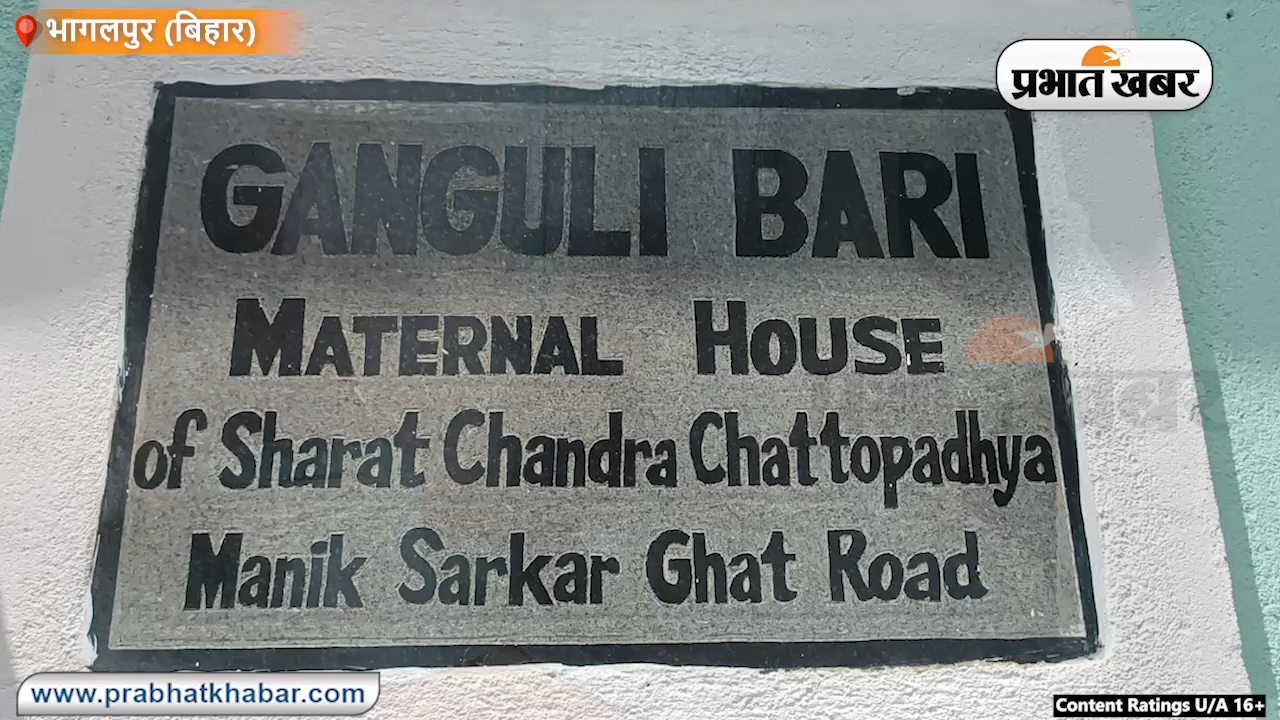 भागलपुर (बिहार)
प्रभात खबर
GANGULI BARI
MATERNAL HOUSE
of Sharat Chandra Chattopadhya
Manik Sarkar Ghat Road
www.prabhatkhabar.com
Content Ratings U/A 16+